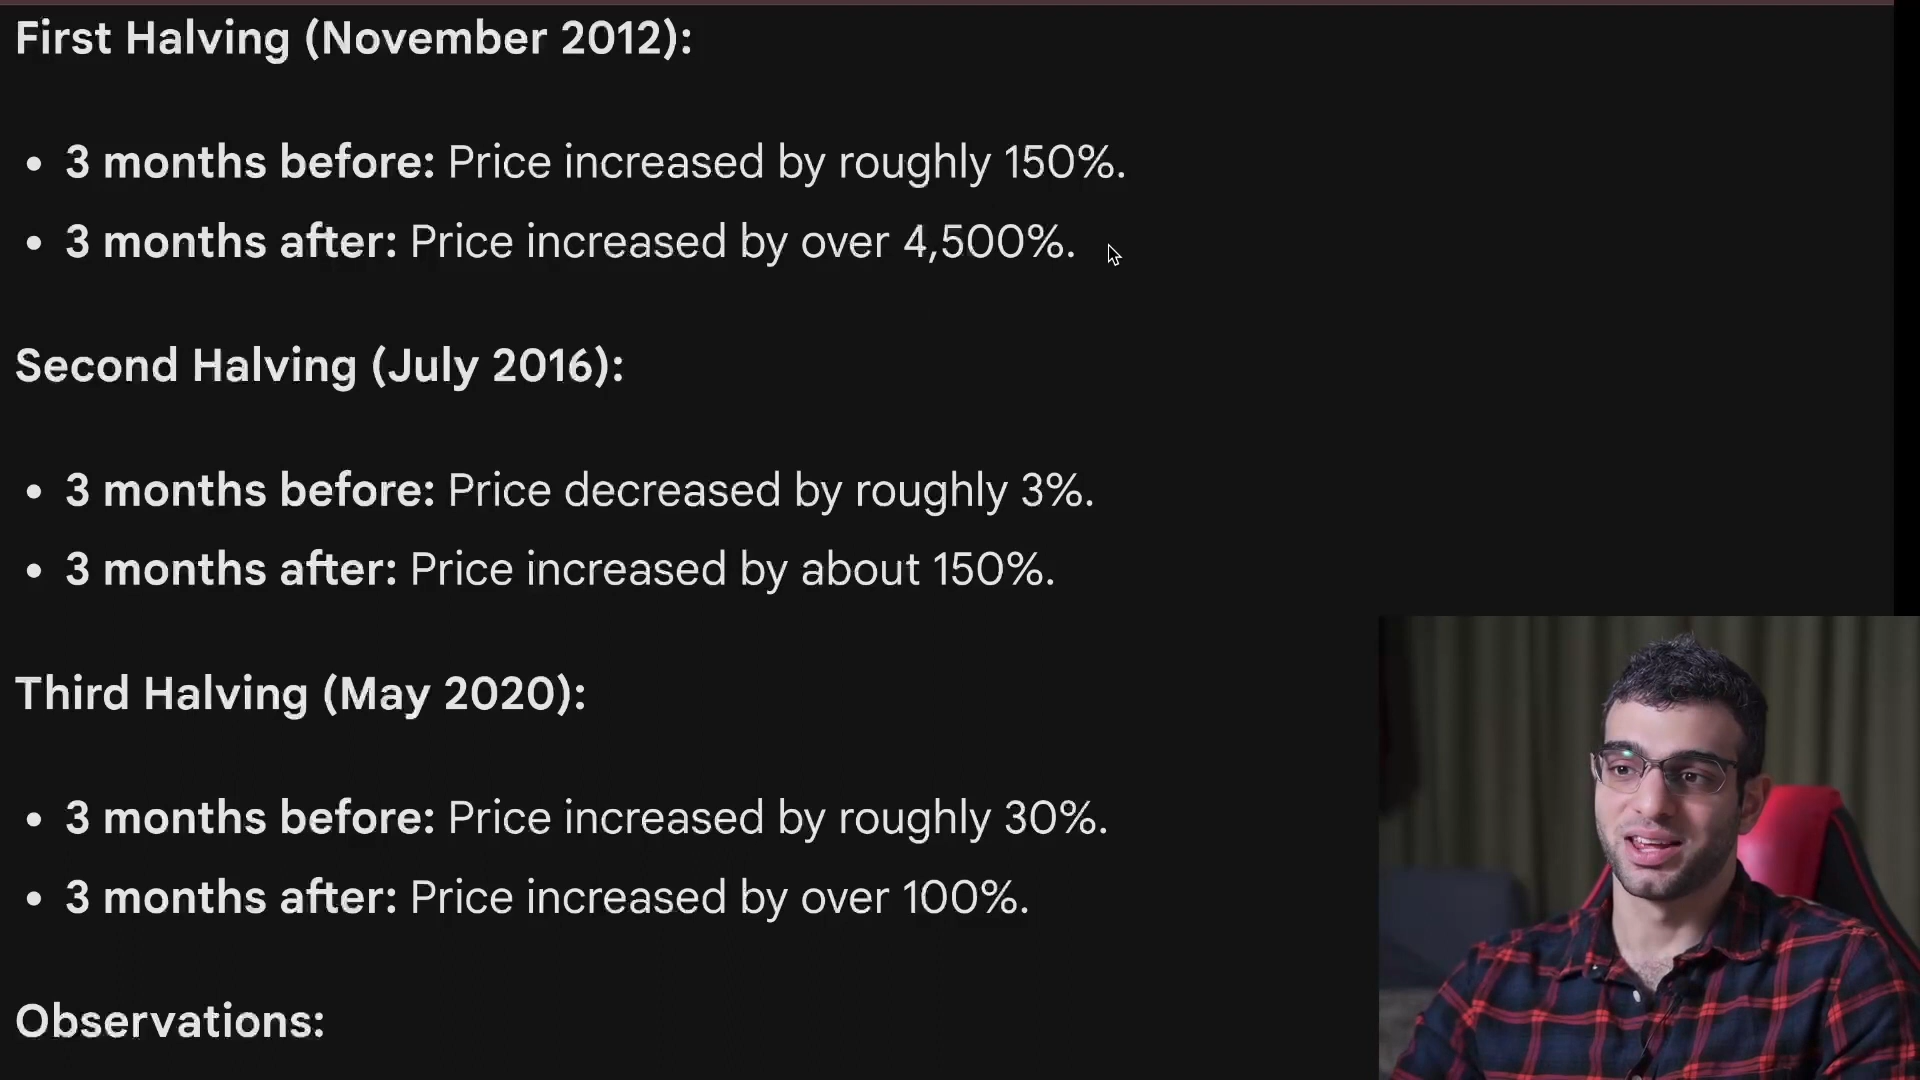 First Halving (November 2012):
• 3 months before: Price increased by roughly 150%.
• 3 months after: Price increased by over 4,500%.
Second Halving (July 2016):
• 3 months before: Price decreased by roughly 3%.
• 3 months after: Price increased by about 150%.
Third Halving (May 2020):
• 3 months before: Price increased by roughly 30%.
• 3 months after: Price increased by over 100%.
Observations: